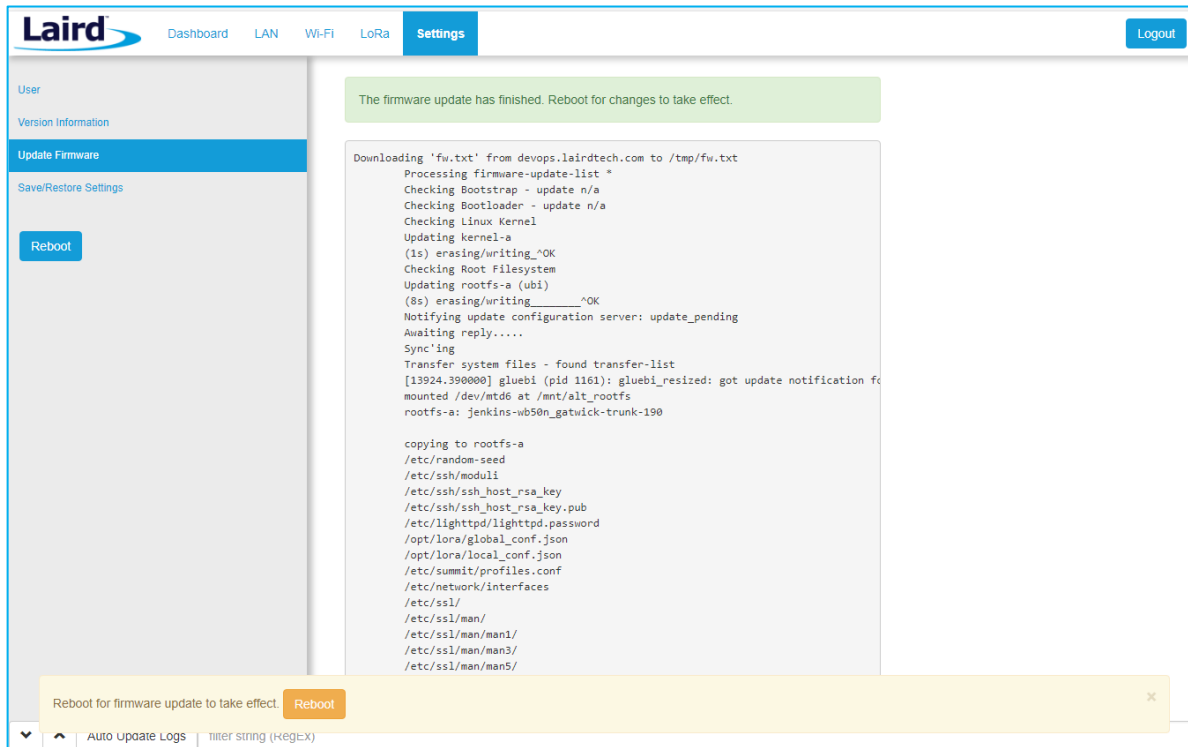 Laird
Dashboard LAN Wi-Fi LoRa Settings Logout
User
Version Information
Update Firmware
Save/Restore Settings
Reboot
The firmware update has finished. Reboot for changes to take effect.
Downloading 'fw.txt' from devops.lairdtech.com to /tmp/fw.txt
Processing firmware-update-list *
Checking Bootstrap - update n/a
Checking Bootloader - update n/a
Checking Linux Kernel
Updating kernel-a
(1s) erasing/writing_^OK
Checking Root Filesystem
Updating rootfs-a (ubi)
(8s) erasing/writing________^OK
Notifying update configuration server: update_pending
Awaiting reply.....
Sync'ing
Transfer system files - found transfer-list
[13924.390000] gluebi (pid 1161): gluebi_resized: got update notification fo
mounted /dev/mtd6 at /mnt/alt_rootfs
rootfs-a: jenkins-wb50n_gatwick-trunk-190
copying to rootfs-a
/etc/random-seed
/etc/ssh/moduli
/etc/ssh/ssh_host_rsa_key
/etc/ssh/ssh_host_rsa_key.pub
/etc/lighttpd/lighttpd.password
/opt/lora/global_conf.json
/opt/lora/local_conf.json
/etc/summit/profiles.conf
/etc/network/interfaces
/etc/ssl/
/etc/ssl/man/
/etc/ssl/man/man1/
/etc/ssl/man/man3/
/etc/ssl/man/man5/
Reboot for firmware update to take effect. Reboot ×
Auto Update Logs filter string (RegEx)